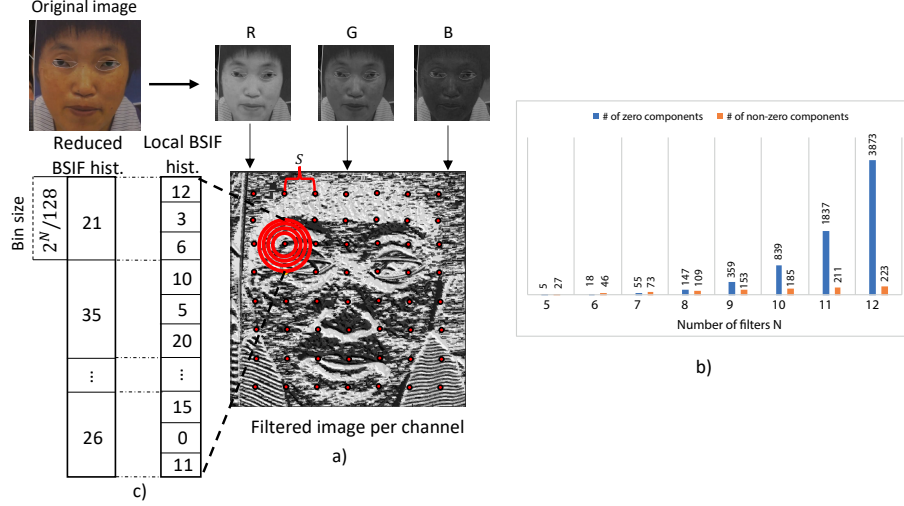 Original image
R
G
B
Reduced
BSIF hist.
Local BSIF
hist.
S
Bin size
2^N/128
21
35
⋮
26
12
3
6
10
5
20
⋮
15
0
11
Filtered image per channel
a)
c)
# of zero components
# of non-zero components
5
27
18
46
55
73
147
109
359
153
839
185
1837
211
3873
223
5
6
7
8
9
10
11
12
Number of filters N
b)